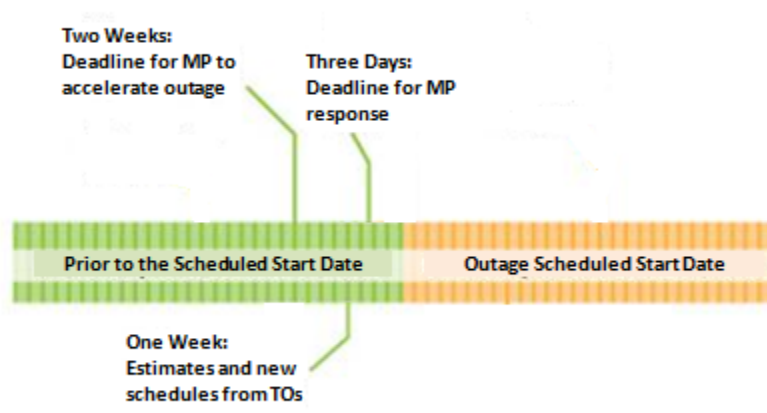 Two Weeks:
Deadline for MP to
accelerate outage
Three Days:
Deadline for MP
response
Prior to the Scheduled Start Date
Outage Scheduled Start Date
One Week:
Estimates and new
schedules from TOs